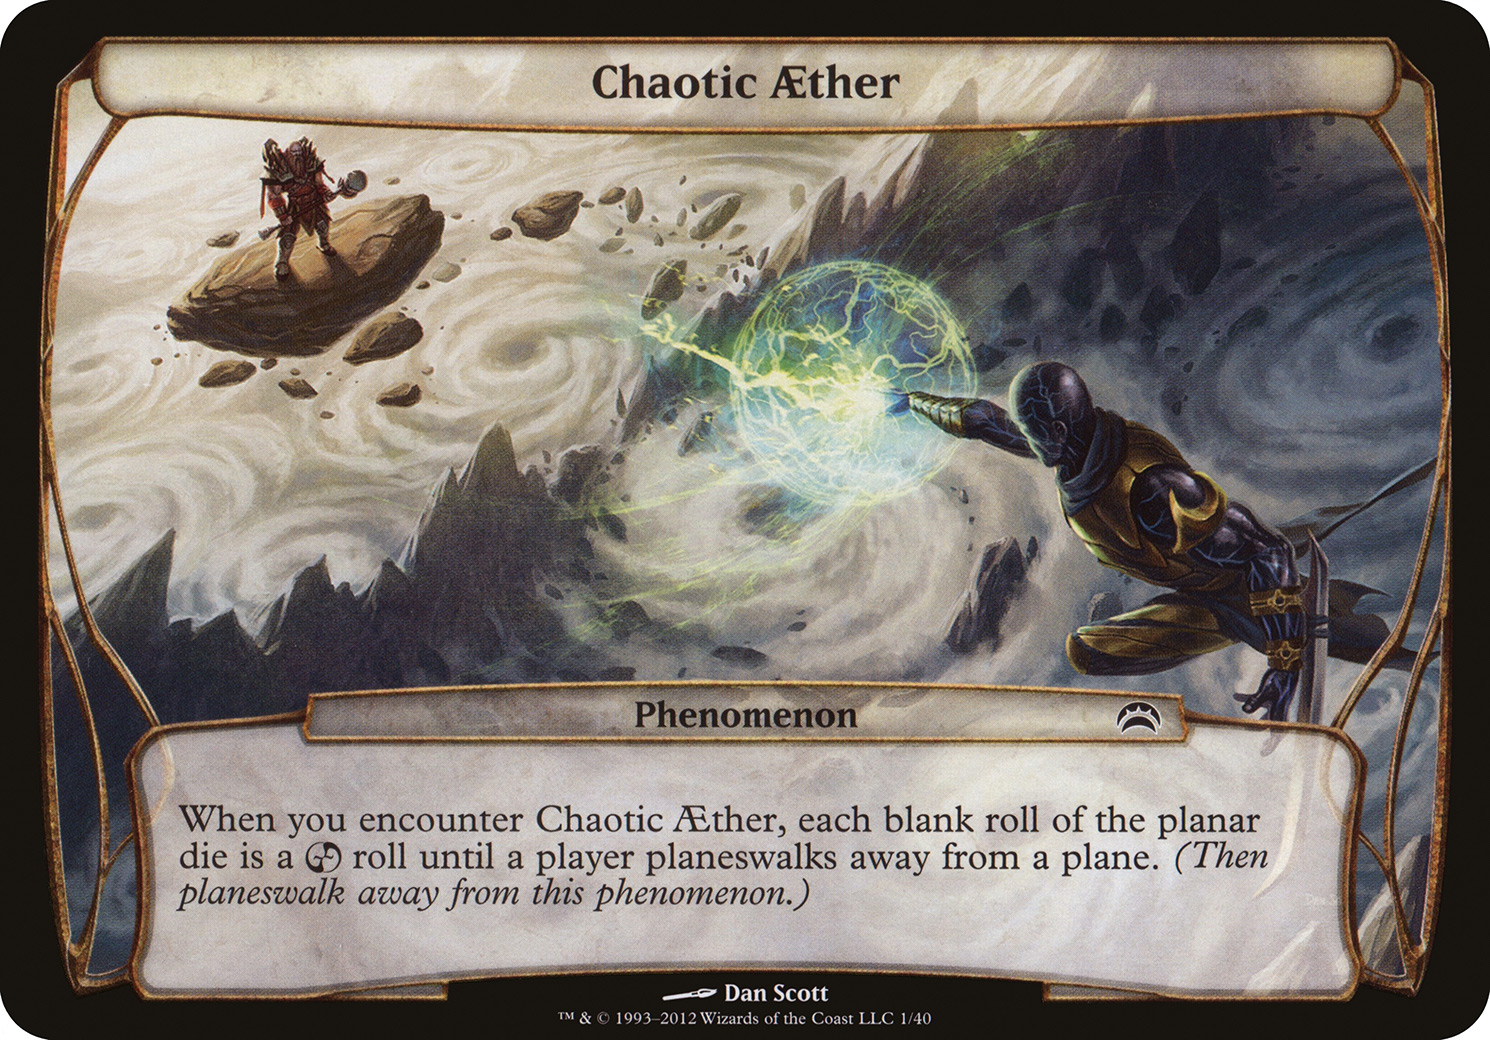 Chaotic Æther
Phenomenon
When you encounter Chaotic Æther, each blank roll of the planar
die is a roll until a player planeswalks away from a plane. (Then
planeswalk away from this phenomenon.)
Dan Scott
™ & © 1993–2012 Wizards of the Coast LLC 1/40